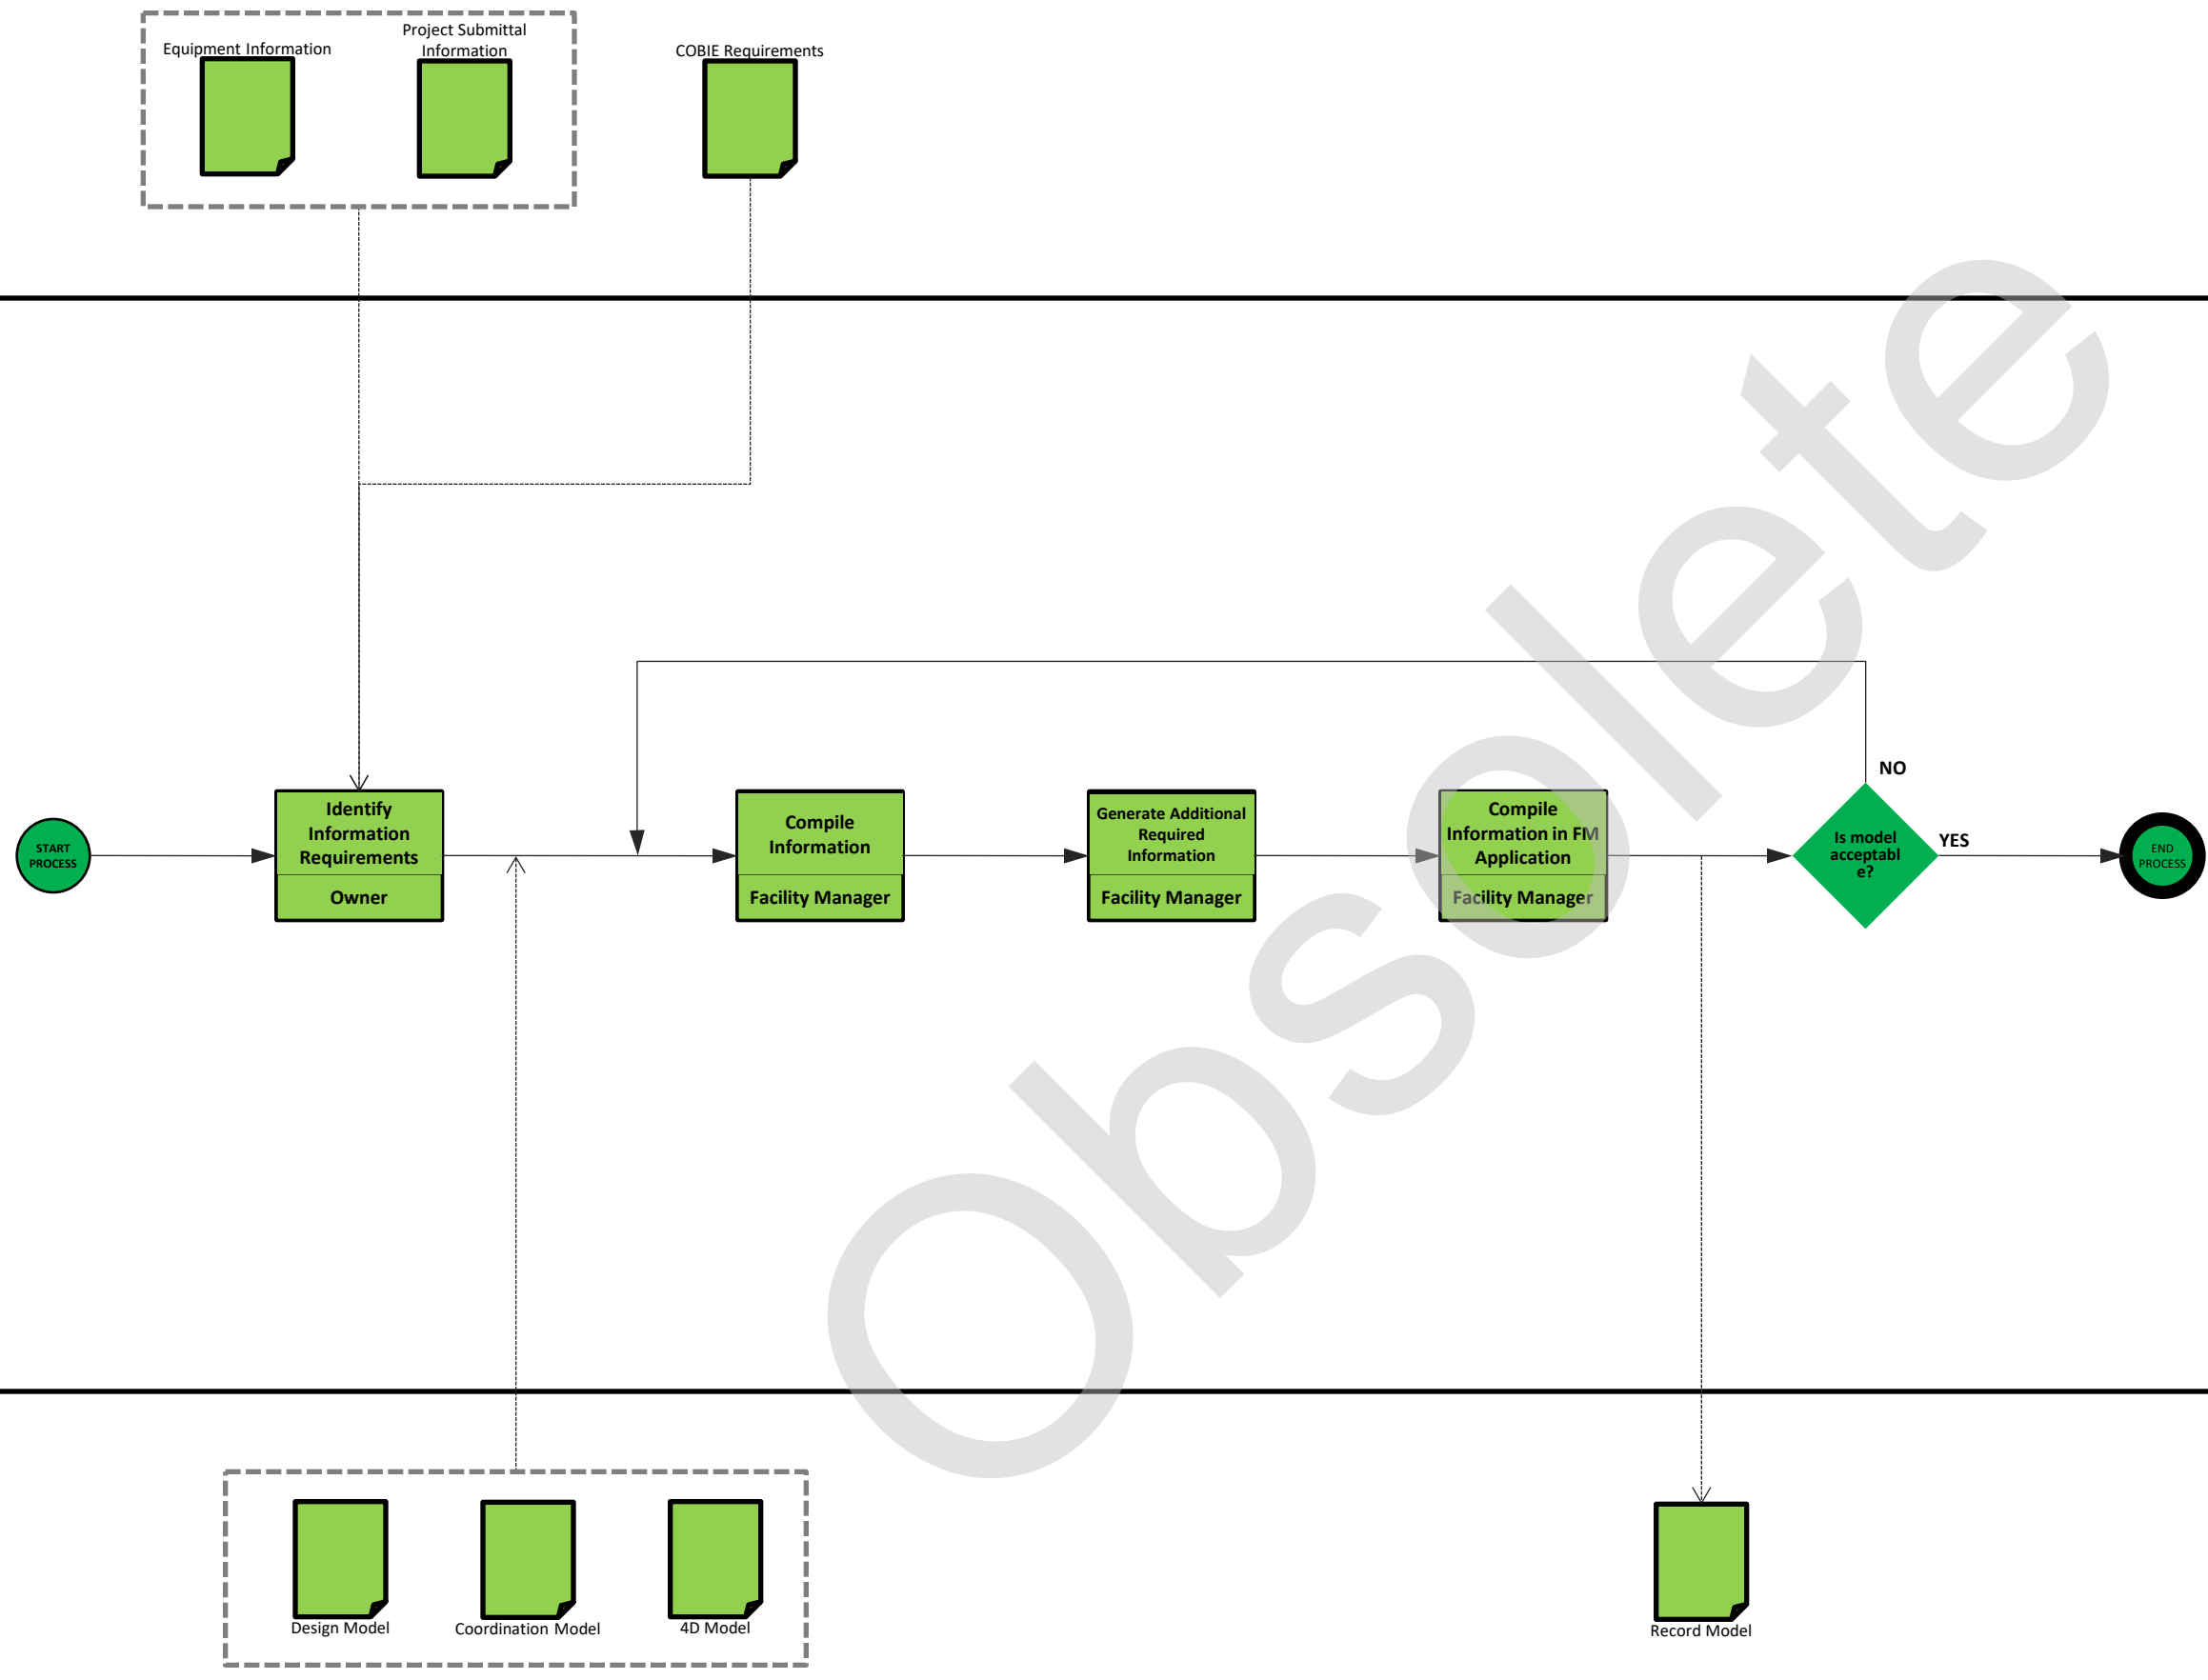 Equipment Information
Project Submittal
Information
COBIE Requirements
START
PROCESS
Identify
Information
Requirements
Owner
Compile
Information
Facility Manager
Generate Additional
Required
Information
Facility Manager
Compile
Information in FM
Application
Facility Manager
Is model
acceptabl
e?
NO
YES
END
PROCESS
Obsolete
Design Model
Coordination Model
4D Model
Record Model